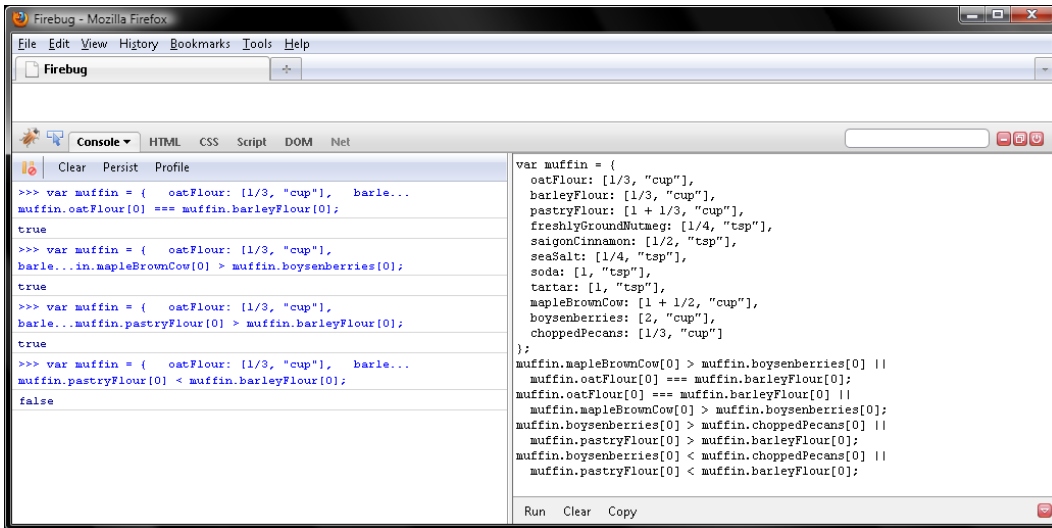 Firebug - Mozilla Firefox
File Edit View History Bookmarks Tools Help
Firebug
Console HTML CSS Script DOM Net
Clear Persist Profile
>>> var muffin = {   oatFlour: [1/3, "cup"],   barle...
muffin.oatFlour[0] === muffin.barleyFlour[0];
true
>>> var muffin = {   oatFlour: [1/3, "cup"],
barle...in.mapleBrownCow[0] > muffin.boysenberries[0];
true
>>> var muffin = {   oatFlour: [1/3, "cup"],
barle...muffin.pastryFlour[0] > muffin.barleyFlour[0];
true
>>> var muffin = {   oatFlour: [1/3, "cup"],   barle...
muffin.pastryFlour[0] < muffin.barleyFlour[0];
false
var muffin = {
  oatFlour: [1/3, "cup"],
  barleyFlour: [1/3, "cup"],
  pastryFlour: [1 + 1/3, "cup"],
  freshlyGroundNutmeg: [1/4, "tsp"],
  saigonCinnamon: [1/2, "tsp"],
  seaSalt: [1/4, "tsp"],
  soda: [1, "tsp"],
  tartar: [1, "tsp"],
  mapleBrownCow: [1 + 1/2, "cup"],
  boysenberries: [2, "cup"],
  choppedPecans: [1/3, "cup"]
};
muffin.mapleBrownCow[0] > muffin.boysenberries[0] ||
  muffin.oatFlour[0] === muffin.barleyFlour[0];
muffin.oatFlour[0] === muffin.barleyFlour[0] ||
  muffin.mapleBrownCow[0] > muffin.boysenberries[0];
muffin.boysenberries[0] > muffin.choppedPecans[0] ||
  muffin.pastryFlour[0] > muffin.barleyFlour[0];
muffin.boysenberries[0] < muffin.choppedPecans[0] ||
  muffin.pastryFlour[0] < muffin.barleyFlour[0];
Run Clear Copy